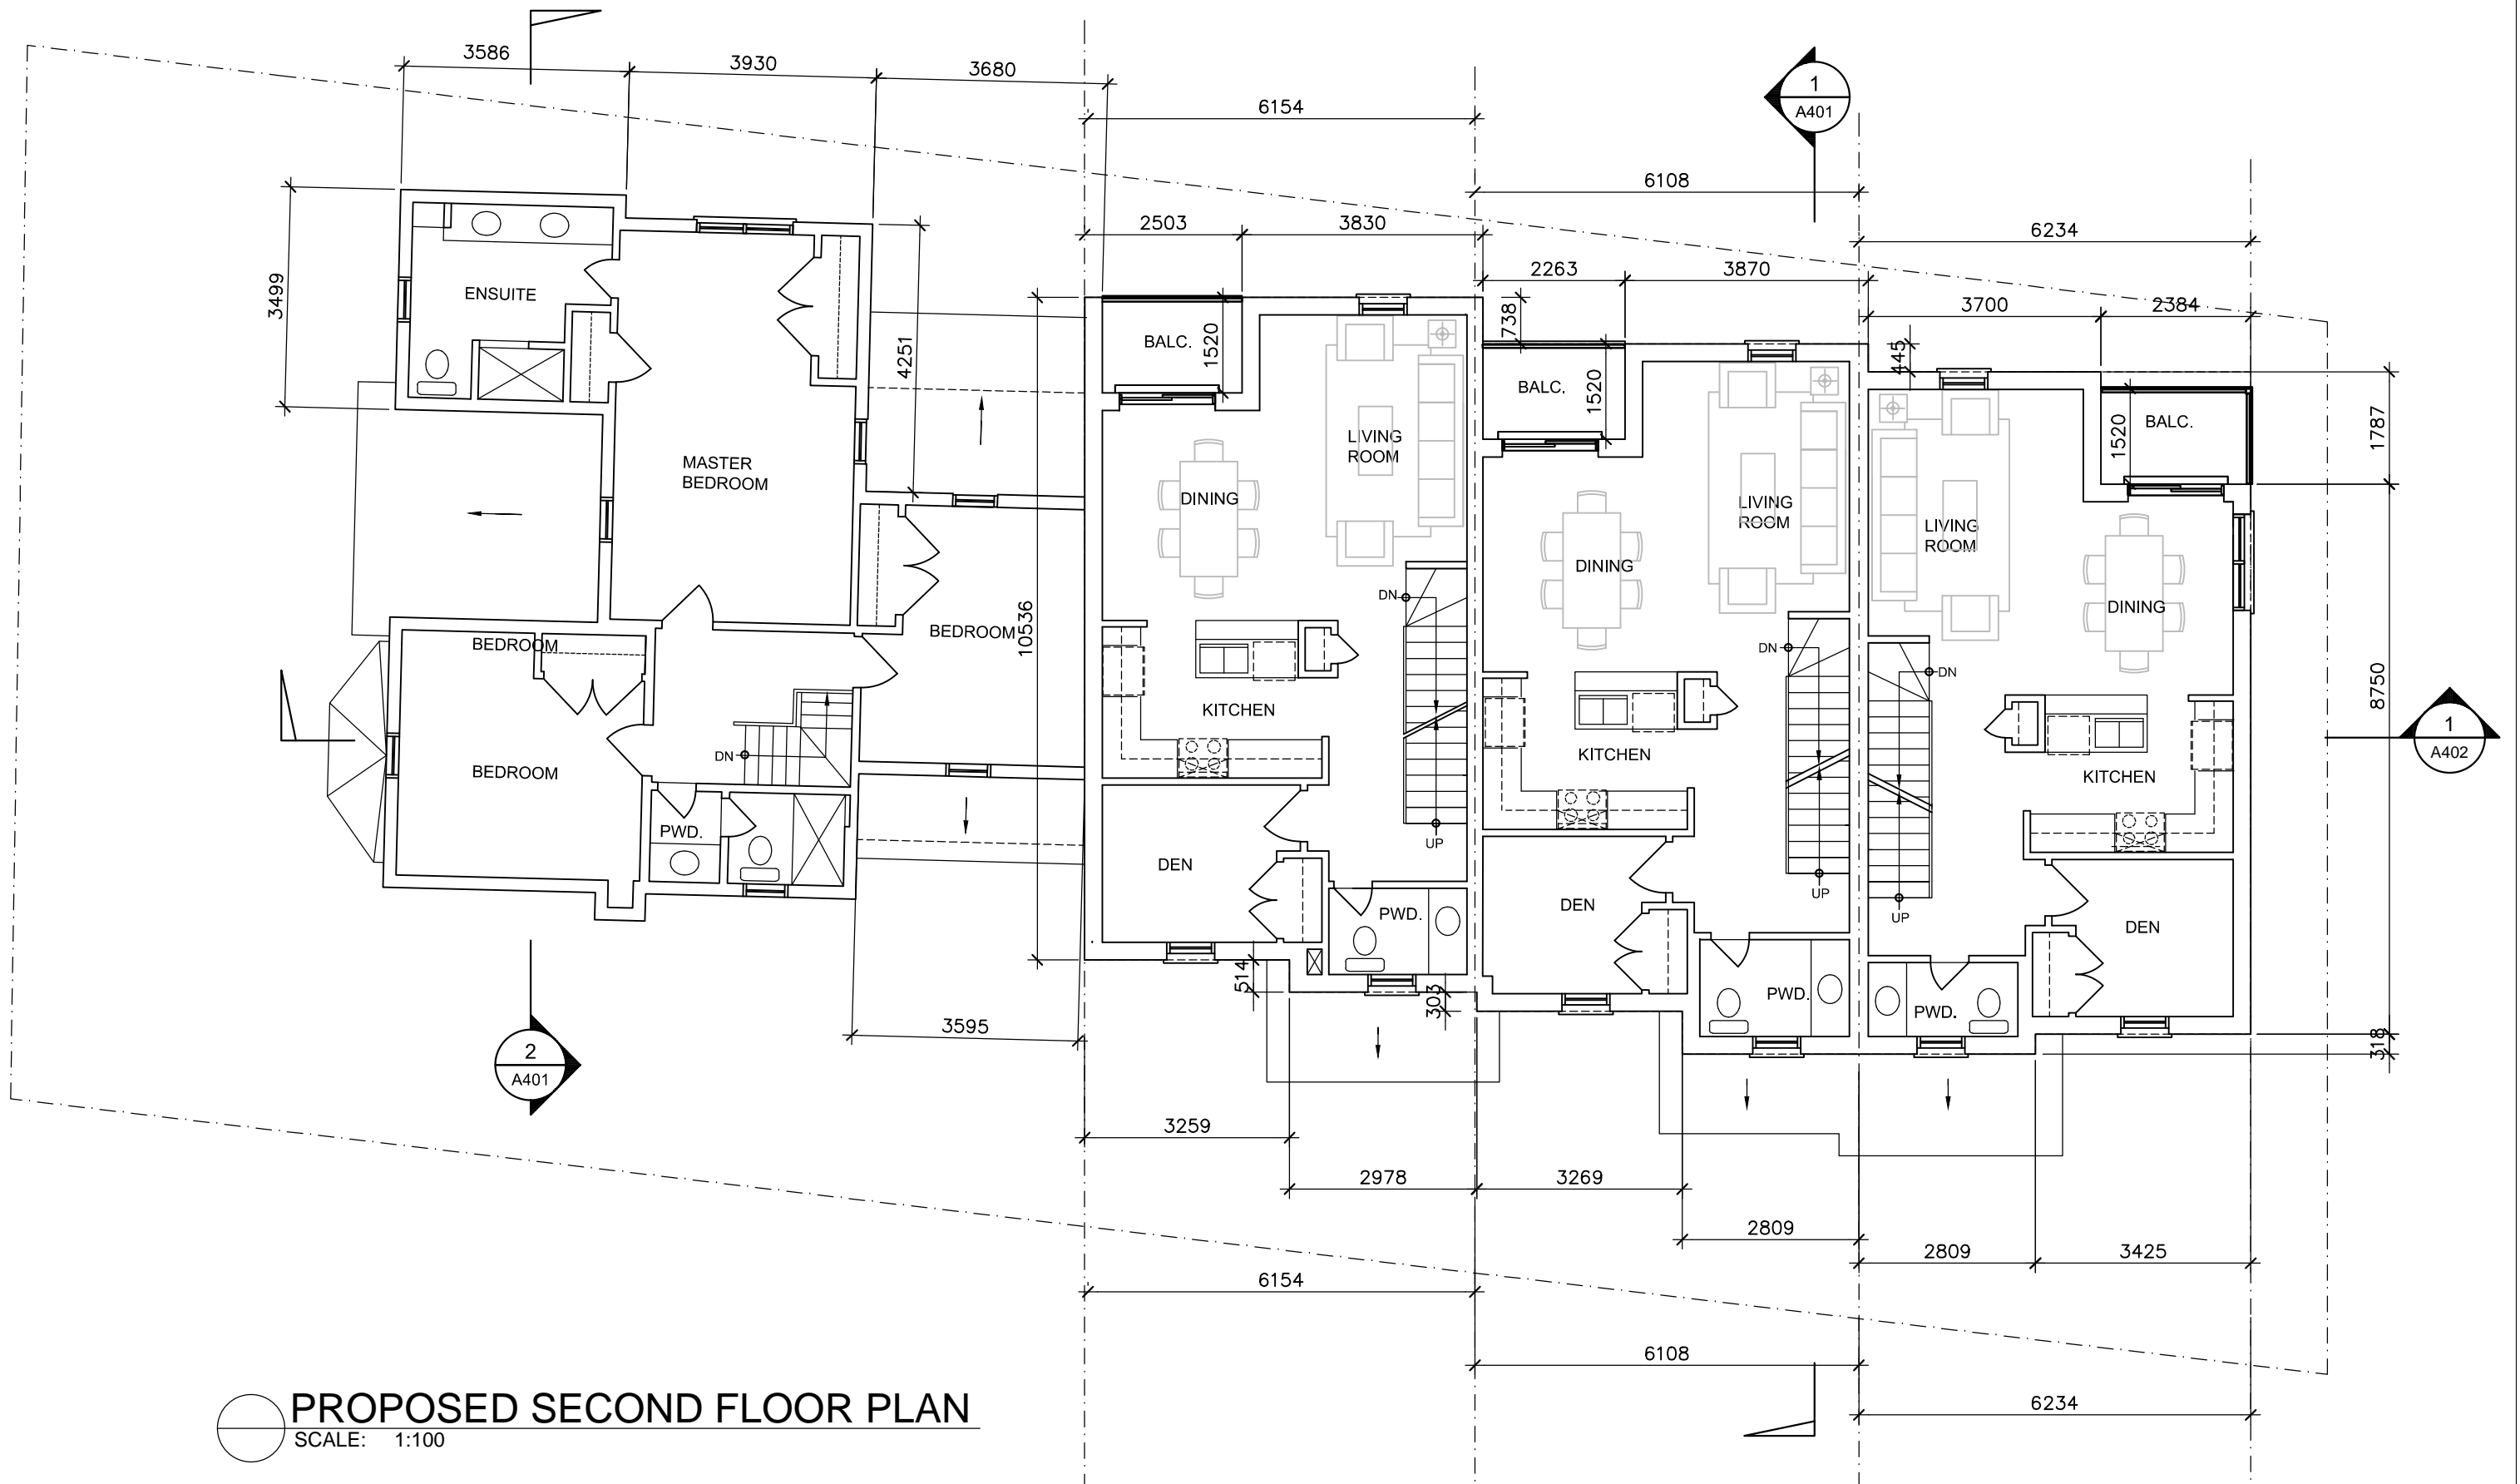 3586
3930
3680
1
A401
6154
6108
2503
3830
6234
2263
3870
3700
2384
3499
738
ENSUITE
BALC.
1520
4251
445
BALC.
1520
1787
1520
BALC.
LIVING
ROOM
MASTER
BEDROOM
DINING
LIVING
ROOM
LIVING
ROOM
DINING
DINING
DN
10536
BEDROOM
BEDROOM
DN
DN
KITCHEN
8750
1
A402
DN
KITCHEN
KITCHEN
BEDROOM
PWD.
UP
DEN
UP
DEN
UP
PWD.
DEN
514
303
PWD.
PWD.
3595
318
2
A401
3259
2978
3269
2809
2809
3425
6154
6108
6234
PROPOSED SECOND FLOOR PLAN
SCALE: 1:100